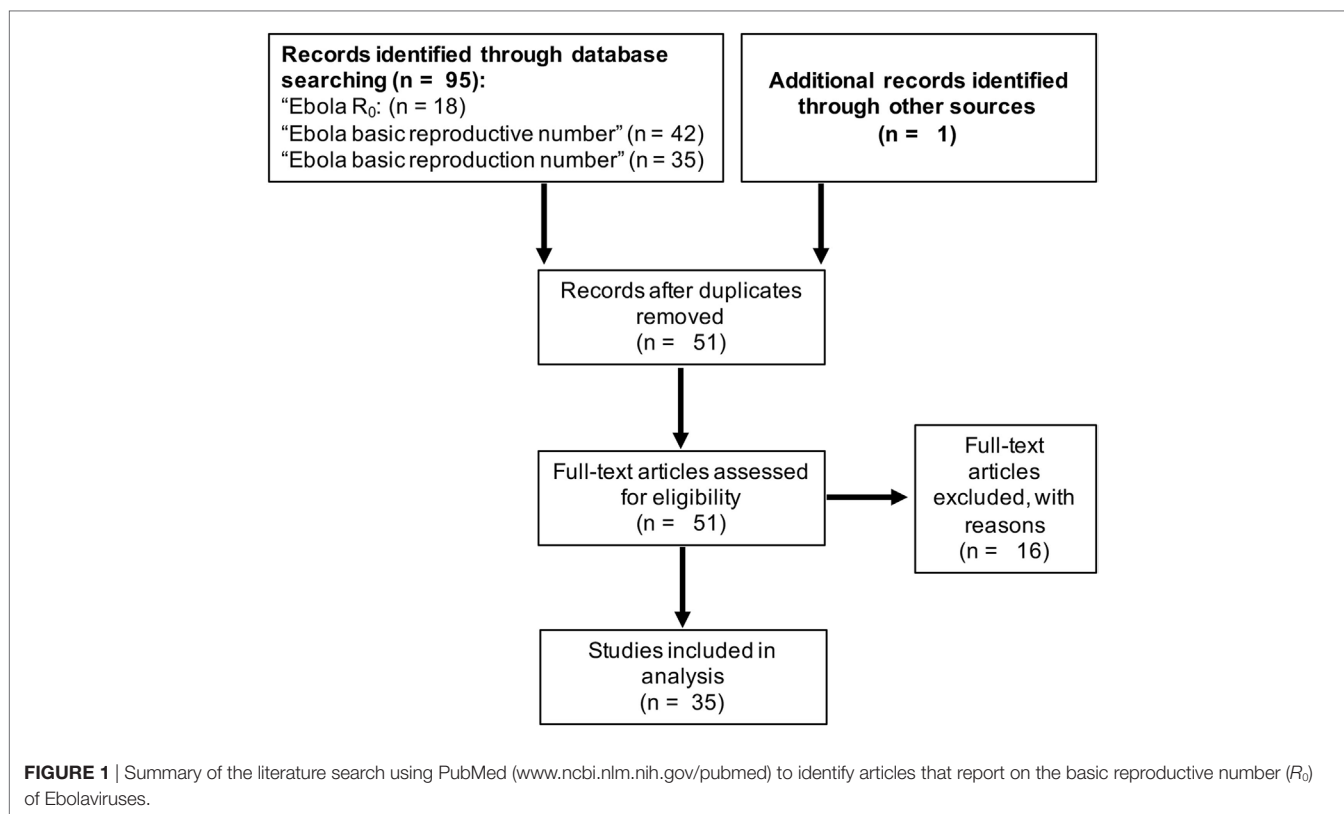 Records identified through database
searching (n = 95):
“Ebola R₀: (n = 18)
“Ebola basic reproductive number” (n = 42)
“Ebola basic reproduction number” (n = 35)
Additional records identified
through other sources
(n = 1)
Records after duplicates
removed
(n = 51)
Full-text articles assessed
for eligibility
(n = 51)
Full-text
articles
excluded, with
reasons
(n = 16)
Studies included in
analysis
(n = 35)
FIGURE 1 | Summary of the literature search using PubMed (www.ncbi.nlm.nih.gov/pubmed) to identify articles that report on the basic reproductive number (R₀)
of Ebolaviruses.